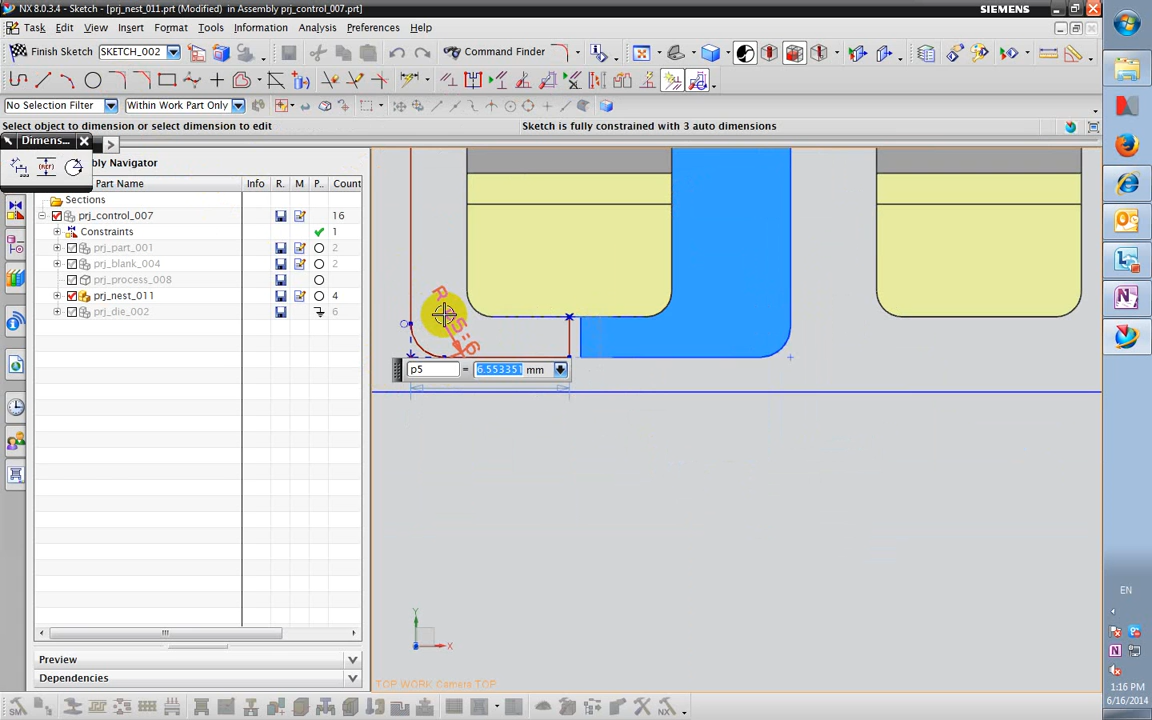 NX 8.0.3.4 - Sketch - [prj_nest_011.prt (Modified)  in Assembly prj_control_007.prt]
SIEMENS
Task Edit View Insert Format Tools Information Analysis Preferences Help
Finish Sketch SKETCH_002 Command Finder
No Selection Filter Within Work Part Only
Select object to dimension or select dimension to edit
Sketch is fully constrained with 3 auto dimensions
Dimens...
mbly Navigator
Part Name Info R. M P.. Count
Sections
prj_control_007 16
Constraints 1
prj_part_001 2
prj_blank_004 2
prj_process_008
prj_nest_011 4
prj_die_002 6
p5 = 6.553351 mm
Y
X
TOP WORK Camera TOP
Preview
Dependencies
EN
1:16 PM
6/16/2014